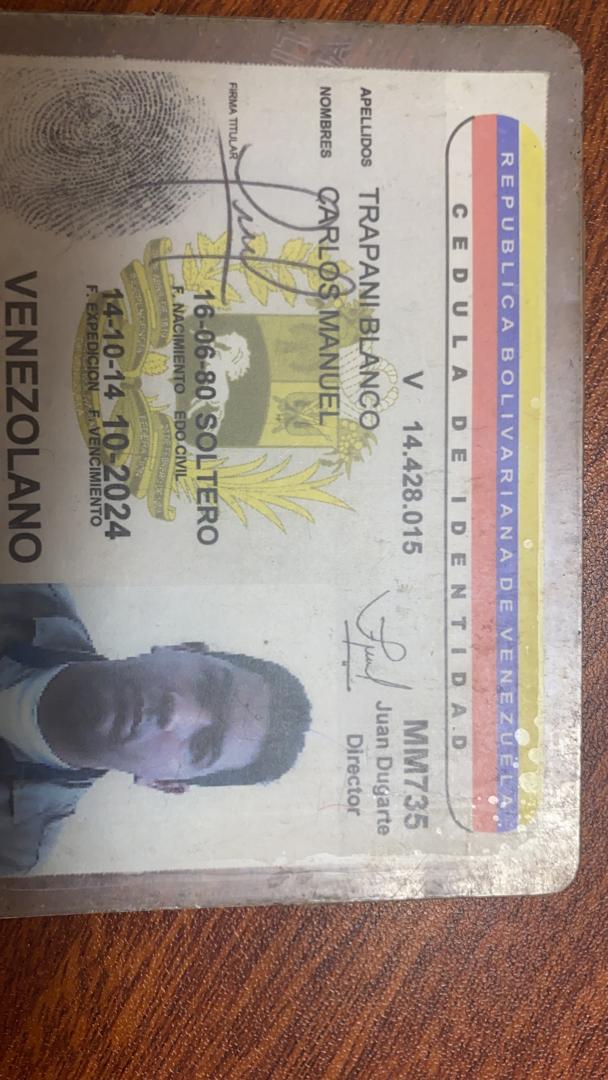 REPUBLICA BOLIVARIANA DE VENEZUELA
CEDULA DE IDENTIDAD
V 14.428.015
MM735
Juan Dugarte
Director
APELLIDOS TRAPANI BLANCO
NOMBRES CARLOS MANUEL
FIRMA TITULAR
16-06-80 SOLTERO
F. NACIMIENTO EDO CIVIL
14-10-14 10-2024
F. EXPEDICION F. VENCIMIENTO
VENEZOLANO